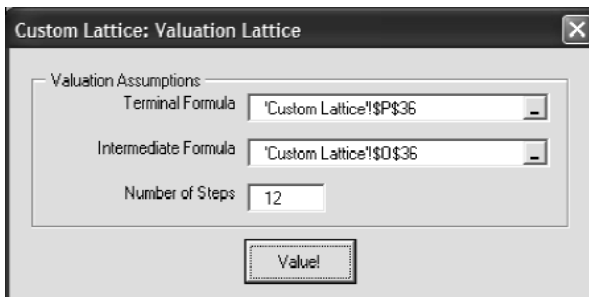 Custom Lattice: Valuation Lattice
Valuation Assumptions
Terminal Formula 'Custom Lattice'!$P$36
Intermediate Formula 'Custom Lattice'!$O$36
Number of Steps 12
Value!